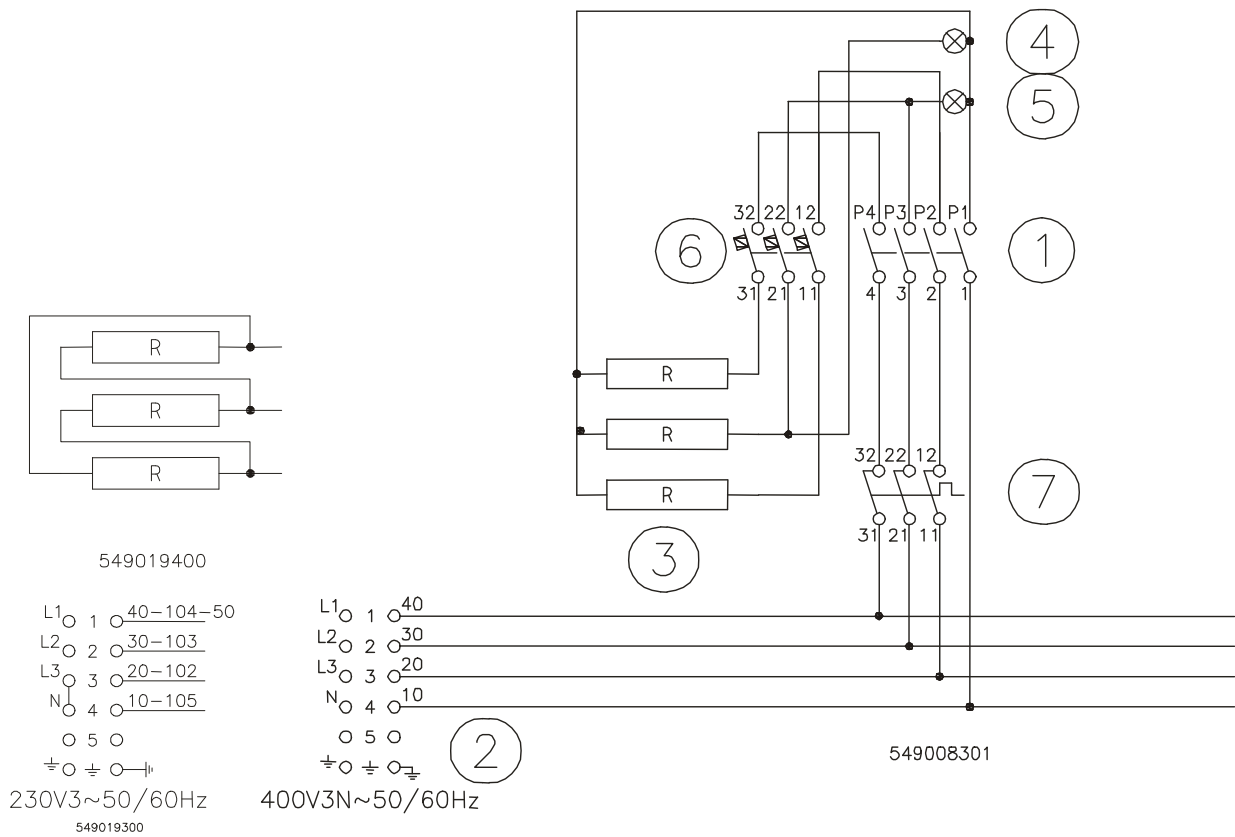 4
5
32 22 12 P4 P3 P2 P1
6
1
31 21 11 4 3 2 1
R
R
R
R
R
R
32 22 12
7
31 21 11
3
549019400
L1 1 40-104-50
L2 2 30-103
L3 3 20-102
N 4 10-105
5
230V3~50/60Hz
549019300
L1 1 40
L2 2 30
L3 3 20
N 4 10
5
2
400V3N~50/60Hz
549008301